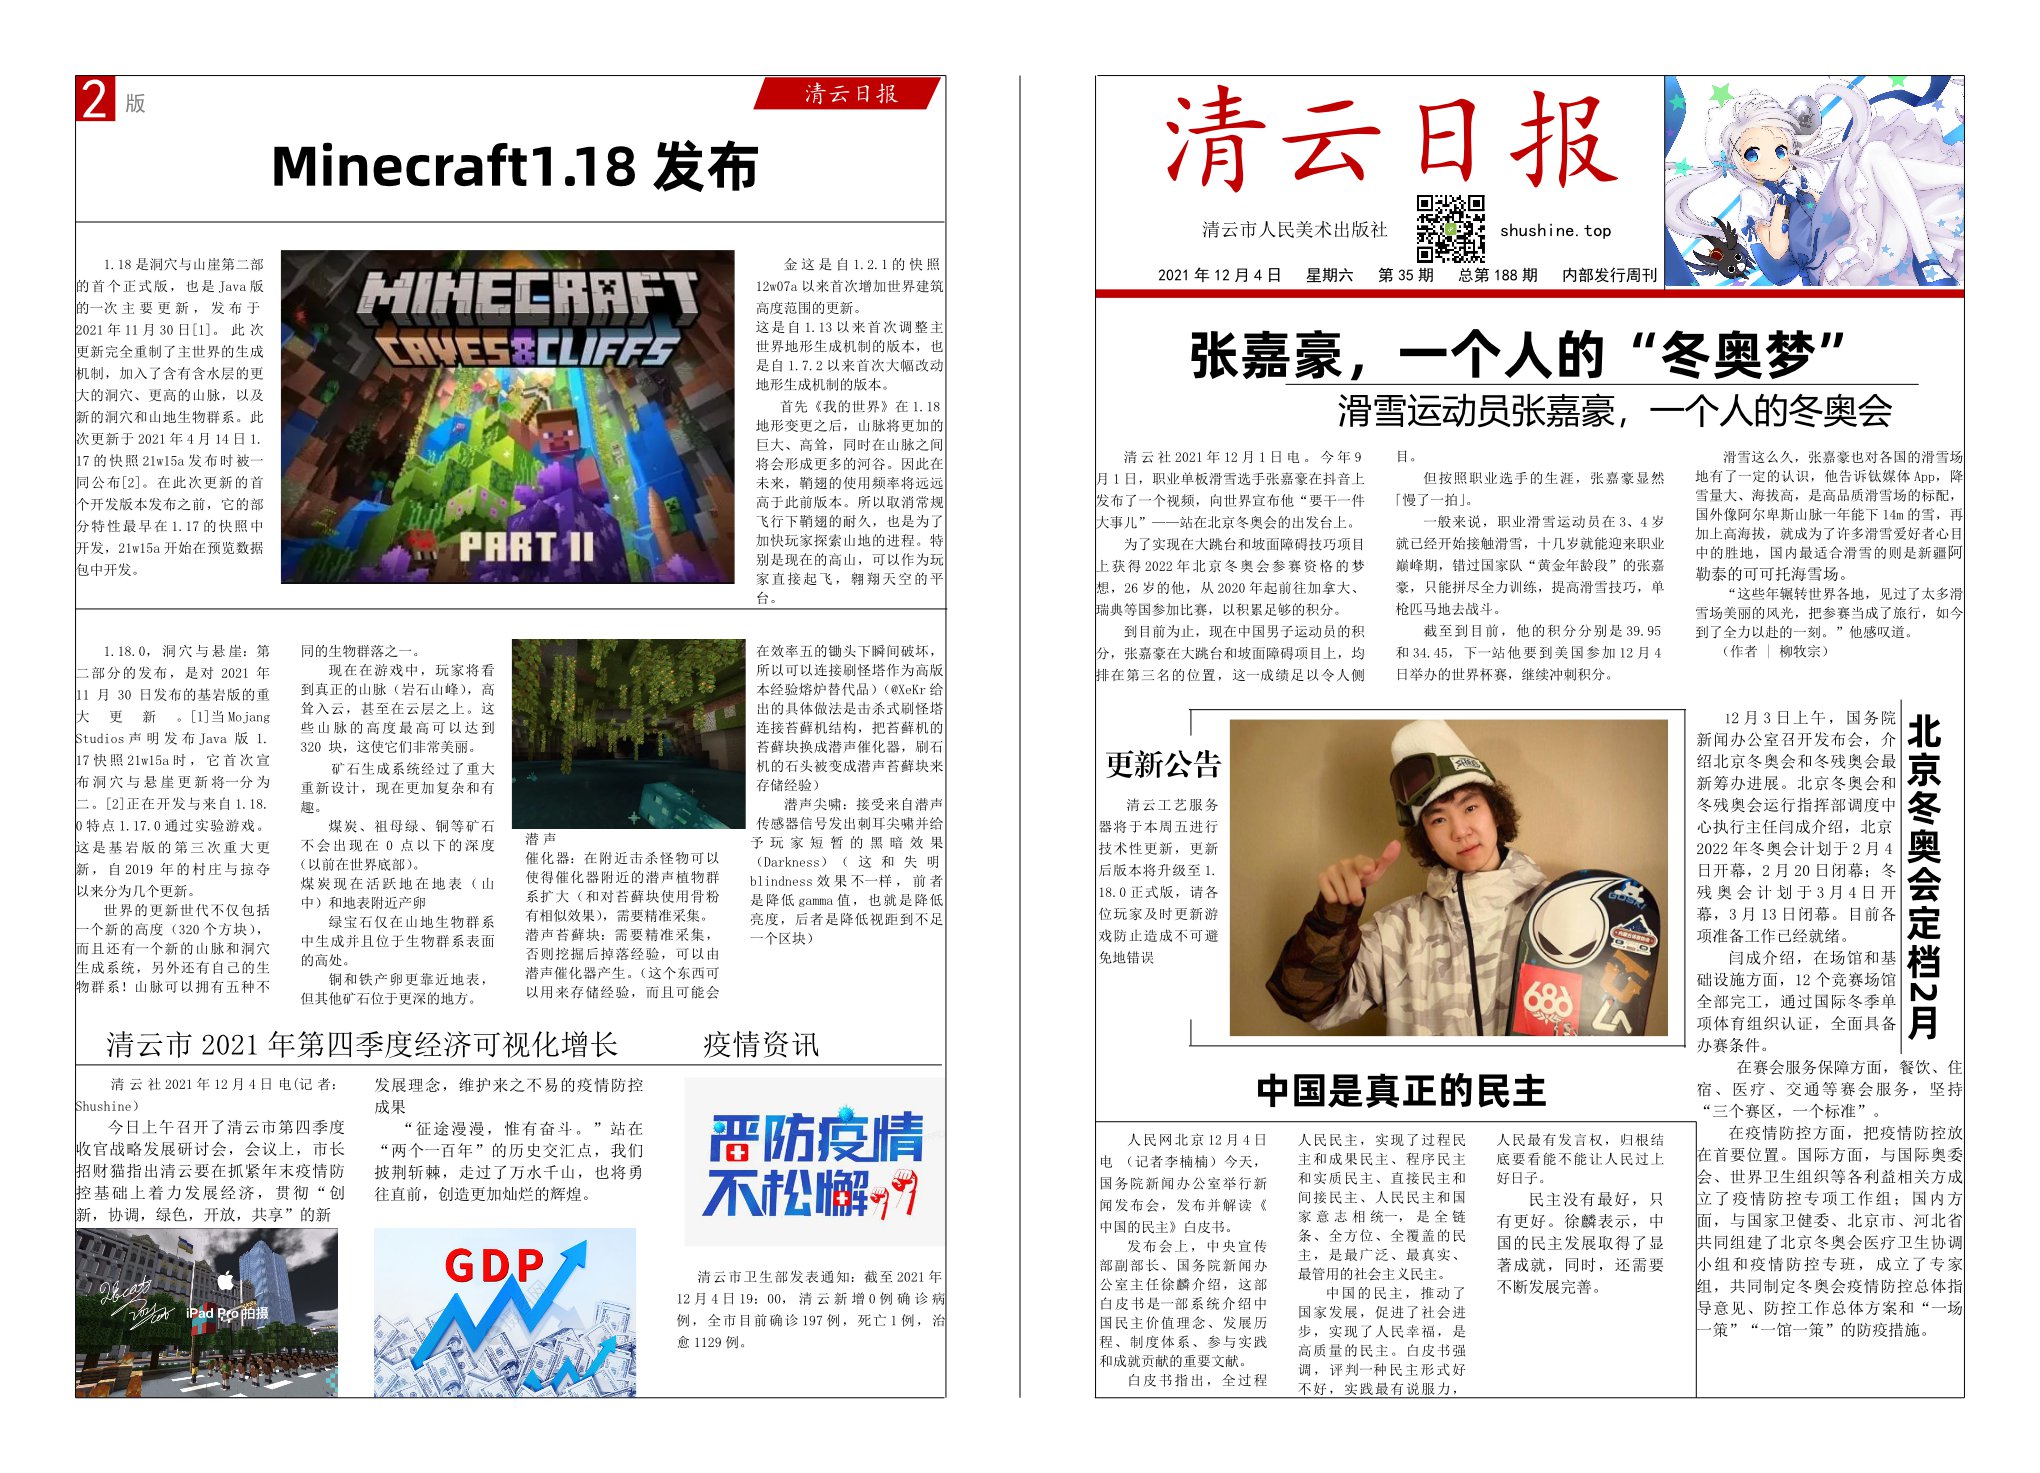 2 版
清云日报
Minecraft1.18 发布
1.18 是洞穴与山崖第二部
的首个正式版，也是 Java 版
的一次主要更新，发布于
2021 年 11 月 30 日[1]。此次
更新完全重制了主世界的生成
机制，加入了含有含水层的更
大的洞穴、更高的山脉，以及
新的洞穴和山地生物群系。此
次更新于 2021 年 4 月 14 日 1.
17 的快照 21w15a 发布时被一
同公布[2]。在此次更新的首
个开发版本发布之前，它的部
分特性最早在 1.17 的快照中
开发，21w15a 开始在预览数据
包中开发。
MINECRAFT
CAVES & CLIFFS
PART II
金这是自 1.2.1 的快照
12w07a 以来首次增加世界建筑
高度范围的更新。
这是自 1.13 以来首次调整主
世界地形生成机制的版本，也
是自 1.7.2 以来首次大幅改动
地形生成机制的版本。
首先《我的世界》在 1.18
地形变更之后，山脉将更加的
巨大、高耸，同时在山脉之间
将会形成更多的河谷。因此在
未来，鞘翅的使用频率将远远
高于此前版本。所以取消常规
飞行下鞘翅的耐久，也是为了
加快玩家探索山地的进程。特
别是现在的高山，可以作为玩
家直接起飞，翱翔天空的平
台。
1.18.0，洞穴与悬崖：第
二部分的发布，是对 2021 年
11 月 30 日发布的基岩版的重
大更新。[1]当 Mojang
Studios 声明发布 Java 版 1.
17 快照 21w15a 时，它首次宣
布洞穴与悬崖更新将一分为
二。[2]正在开发与来自 1.18.
0 特点 1.17.0 通过实验游戏。
这是基岩版的第三次重大更
新，自 2019 年的村庄与掠夺
以来分为几个更新。
世界的更新世代不仅包括
一个新的高度（320 个方块），
而且还有一个新的山脉和洞穴
生成系统，另外还有自己的生
物群系！山脉可以拥有五种不
同的生物群落之一。
现在在游戏中，玩家将看
到真正的山脉（岩石山峰），高
耸入云，甚至在云层之上。这
些山脉的高度最高可以达到
320 块，这使它们非常美丽。
矿石生成系统经过了重大
重新设计，现在更加复杂和有
趣。
煤炭、祖母绿、铜等矿石
不会出现在 0 点以下的深度
（以前在世界底部）。
煤炭现在活跃地在地表（山
中）和地表附近产卵
绿宝石仅在山地生物群系
中生成并且位于生物群系表面
的高处。
铜和铁产卵更靠近地表，
但其他矿石位于更深的地方。
潜声
催化器：在附近击杀怪物可以
使得催化器附近的潜声植物群
系扩大（和对苔藓块使用骨粉
有相似效果），需要精准采集。
潜声苔藓块：需要精准采集，
否则挖掘后掉落经验，可以由
潜声催化器产生。（这个东西可
以用来存储经验，而且可能会
在效率五的锄头下瞬间破坏，
所以可以连接刷怪塔作为高版
本经验熔炉替代品）（@XeKr 给
出的具体做法是击杀式刷怪塔
连接苔藓机结构，把苔藓机的
苔藓块换成潜声催化器，刷石
机的石头被变成潜声苔藓块来
存储经验）
潜声尖啸：接受来自潜声
传感器信号发出刺耳尖啸并给
予玩家短暂的黑暗效果
（Darkness）（这和失明
blindness 效果不一样，前者
是降低 gamma 值，也就是降低
亮度，后者是降低视距到不足
一个区块）
清云市 2021 年第四季度经济可视化增长
清云社 2021 年 12 月 4 日 电(记者：
Shushine）
今日上午召开了清云市第四季度
收官战略发展研讨会，会议上，市长
招财猫指出清云要在抓紧年末疫情防
控基础上着力发展经济，贯彻“创
新，协调，绿色，开放，共享”的新
发展理念，维护来之不易的疫情防控
成果
“征途漫漫，惟有奋斗。”站在
“两个一百年”的历史交汇点，我们
披荆斩棘，走过了万水千山，也将勇
往直前，创造更加灿烂的辉煌。
iPad Pro 拍摄
GDP
疫情资讯
严防疫情
不松懈
清云市卫生部发表通知：截至 2021 年
12 月 4 日 19：00，清云新增 0 例确诊病
例，全市目前确诊 197 例，死亡 1 例，治
愈 1129 例。
清云日报
清云市人民美术出版社
shushine.top
2021 年 12 月 4 日 星期六 第 35 期 总第 188 期 内部发行周刊
张嘉豪，一个人的“冬奥梦”
滑雪运动员张嘉豪，一个人的冬奥会
清云社 2021 年 12 月 1 日电。今年 9
月 1 日，职业单板滑雪选手张嘉豪在抖音上
发布了一个视频，向世界宣布他“要干一件
大事儿”——站在北京冬奥会的出发台上。
为了实现在大跳台和坡面障碍技巧项目
上获得 2022 年北京冬奥会参赛资格的梦
想，26 岁的他，从 2020 年起前往加拿大、
瑞典等国参加比赛，以积累足够的积分。
到目前为止，现在中国男子运动员的积
分，张嘉豪在大跳台和坡面障碍项目上，均
排在第三名的位置，这一成绩足以令人侧
目。
但按照职业选手的生涯，张嘉豪显然
「慢了一拍」。
一般来说，职业滑雪运动员在 3、4 岁
就已经开始接触滑雪，十几岁就能迎来职业
巅峰期，错过国家队“黄金年龄段”的张嘉
豪，只能拼尽全力训练，提高滑雪技巧，单
枪匹马地去战斗。
截至到目前，他的积分分别是 39.95
和 34.45，下一站他要到美国参加 12 月 4
日举办的世界杯赛，继续冲刺积分。
滑雪这么久，张嘉豪也对各国的滑雪场
地有了一定的认识，他告诉钛媒体 App，降
雪量大、海拔高，是高品质滑雪场的标配，
国外像阿尔卑斯山脉一年能下 14m 的雪，再
加上高海拔，就成为了许多滑雪爱好者心目
中的胜地，国内最适合滑雪的则是新疆阿
勒泰的可可托海雪场。
“这些年辗转世界各地，见过了太多滑
雪场美丽的风光，把参赛当成了旅行，如今
到了全力以赴的一刻。”他感叹道。
（作者 | 柳牧宗）
更新公告
清云工艺服务
器将于本周五进行
技术性更新，更新
后版本将升级至 1.
18.0 正式版，请各
位玩家及时更新游
戏防止造成不可避
免地错误
686
北京冬奥会定档2月
12 月 3 日上午，国务院
新闻办公室召开发布会，介
绍北京冬奥会和冬残奥会最
新筹办进展。北京冬奥会和
冬残奥会运行指挥部调度中
心执行主任闫成介绍，北京
2022 年冬奥会计划于 2 月 4
日开幕，2 月 20 日闭幕；冬
残奥会计划于 3 月 4 日开
幕，3 月 13 日闭幕。目前各
项准备工作已经就绪。
闫成介绍，在场馆和基
础设施方面，12 个竞赛场馆
全部完工，通过国际冬季单
项体育组织认证，全面具备
办赛条件。
在赛会服务保障方面，餐饮、住
宿、医疗、交通等赛会服务，坚持
“三个赛区，一个标准”。
在疫情防控方面，把疫情防控放
在首要位置。国际方面，与国际奥委
会、世界卫生组织等各利益相关方成
立了疫情防控专项工作组；国内方
面，与国家卫健委、北京市、河北省
共同组建了北京冬奥会医疗卫生协调
小组和疫情防控专班，成立了专家
组，共同制定冬奥会疫情防控总体指
导意见、防控工作总体方案和“一场
一策”“一馆一策”的防疫措施。
中国是真正的民主
人民网北京 12 月 4 日
电 （记者李楠楠）今天，
国务院新闻办公室举行新
闻发布会，发布并解读《
中国的民主》白皮书。
发布会上，中央宣传
部副部长、国务院新闻办
公室主任徐麟介绍，这部
白皮书是一部系统介绍中
国民主价值理念、发展历
程、制度体系、参与实践
和成就贡献的重要文献。
白皮书指出，全过程
人民民主，实现了过程民
主和成果民主、程序民主
和实质民主、直接民主和
间接民主、人民民主和国
家意志相统一，是全链
条、全方位、全覆盖的民
主，是最广泛、最真实、
最管用的社会主义民主。
中国的民主，推动了
国家发展，促进了社会进
步，实现了人民幸福，是
高质量的民主。白皮书强
调，评判一种民主形式好
不好，实践最有说服力，
人民最有发言权，归根结
底要看能不能让人民过上
好日子。
民主没有最好，只
有更好。徐麟表示，中
国的民主发展取得了显
著成就，同时，还需要
不断发展完善。